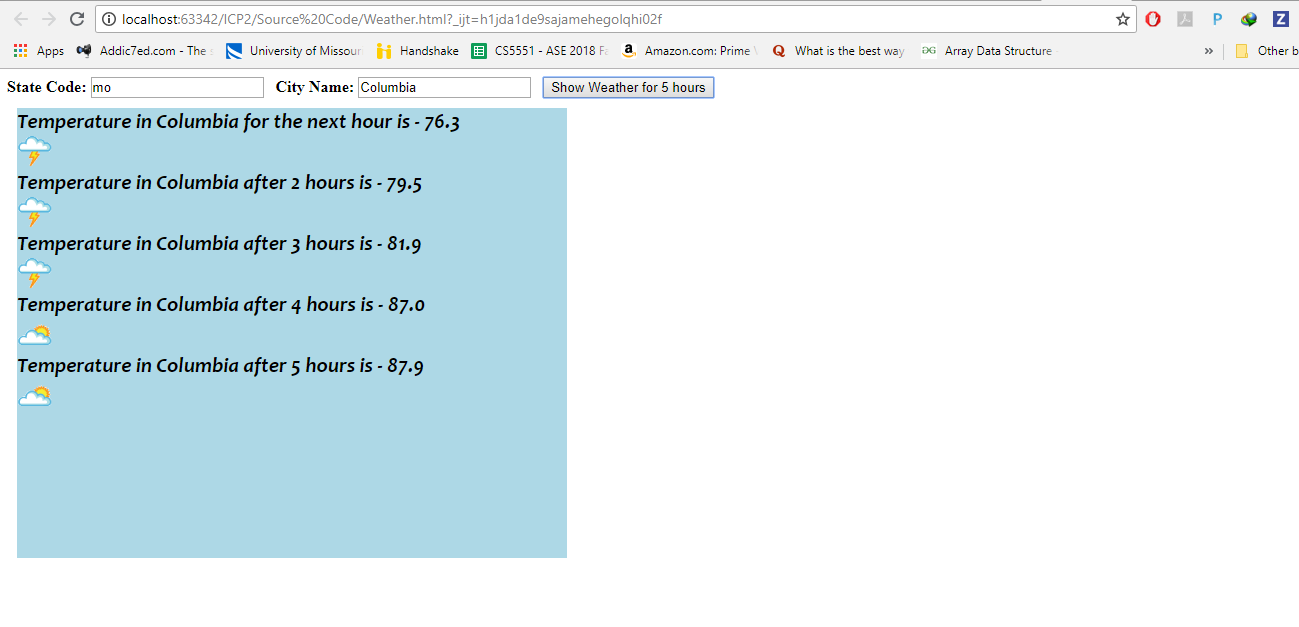 localhost:63342/ICP2/Source%20Code/Weather.html?_ijt=h1jda1de9sajamehegolqhi02f
Apps Addic7ed.com - The University of Missour Handshake CS5551 - ASE 2018 Amazon.com: Prime What is the best way Array Data Structure » Other b
State Code: mo City Name: Columbia Show Weather for 5 hours
Temperature in Columbia for the next hour is - 76.3
Temperature in Columbia after 2 hours is - 79.5
Temperature in Columbia after 3 hours is - 81.9
Temperature in Columbia after 4 hours is - 87.0
Temperature in Columbia after 5 hours is - 87.9